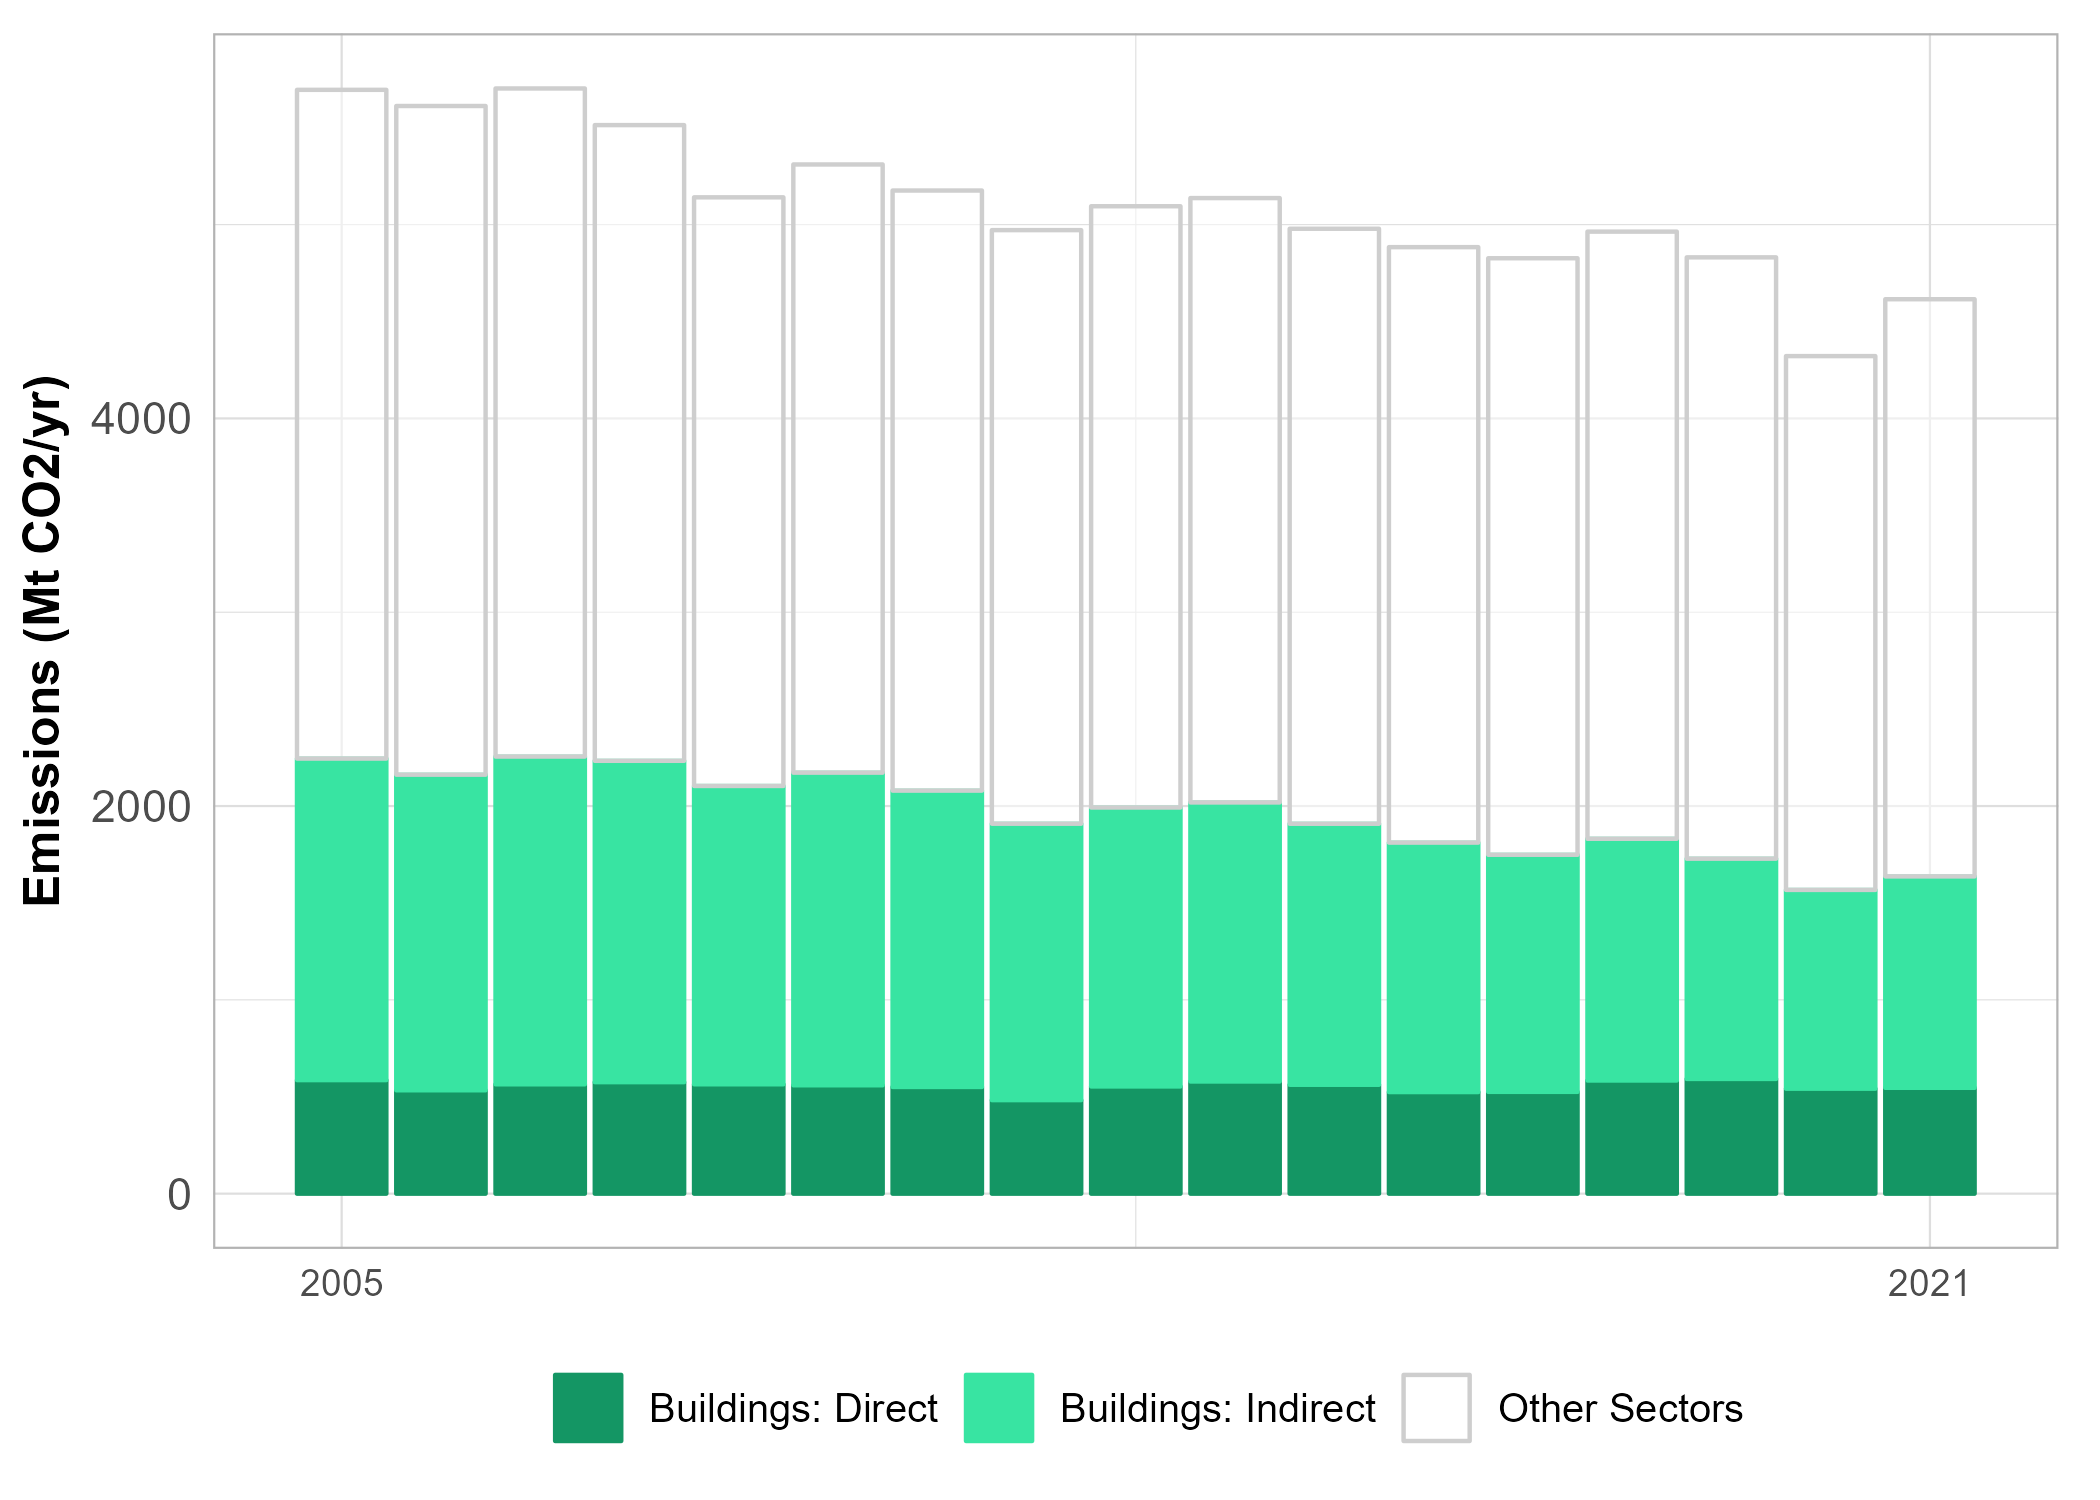 Emissions (Mt CO2/yr)
4000
2000
0
2005 2021
Buildings: Direct Buildings: Indirect Other Sectors